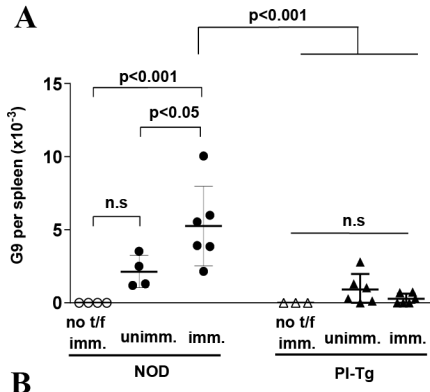 A
p<0.001
p<0.001
p<0.05
n.s
n.s
G9 per spleen (x10-3)
15
10
5
0
no t/f
imm.
unimm.
imm.
no t/f
imm.
unimm.
imm.
NOD
PI-Tg
B